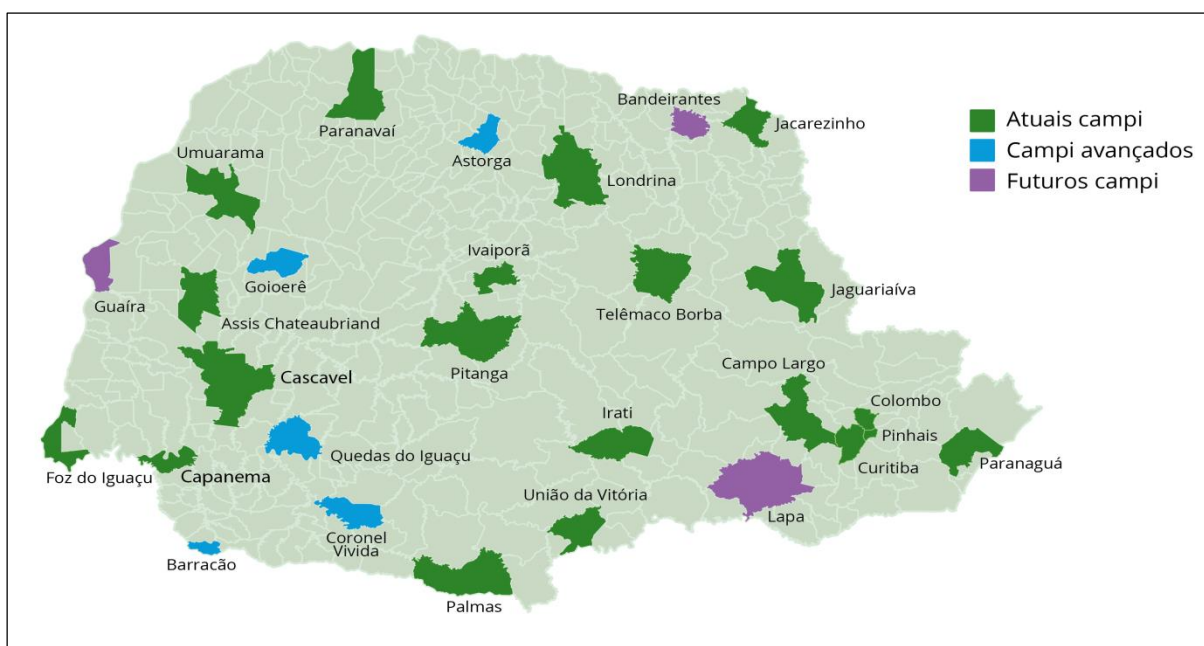 Bandeirantes
Jacarezinho
Paranavaí
Astorga
Umuarama
Londrina
Atuais campi
Campi avançados
Futuros campi
Ivaiporã
Goioerê
Guaíra
Assis Chateaubriand
Telêmaco Borba
Jaguariaíva
Pitanga
Cascavel
Campo Largo
Colombo
Irati
Pinhais
Quedas do Iguaçu
Curitiba
Paranaguá
Foz do Iguaçu
Capanema
União da Vitória
Lapa
Coronel
Vivida
Barracão
Palmas